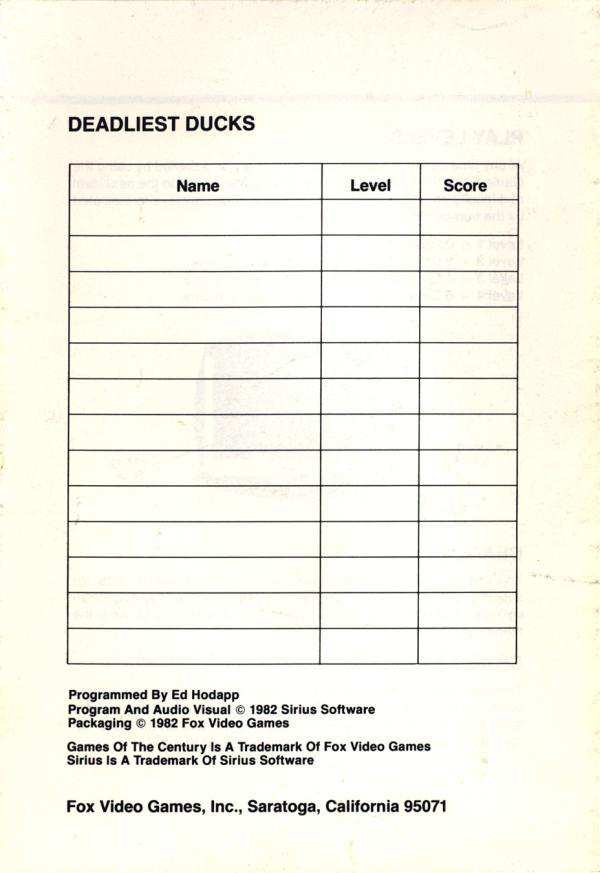 DEADLIEST DUCKS
Name Level Score
Programmed By Ed Hodapp
Program And Audio Visual © 1982 Sirius Software
Packaging © 1982 Fox Video Games
Games Of The Century Is A Trademark Of Fox Video Games
Sirius Is A Trademark Of Sirius Software
Fox Video Games, Inc., Saratoga, California 95071